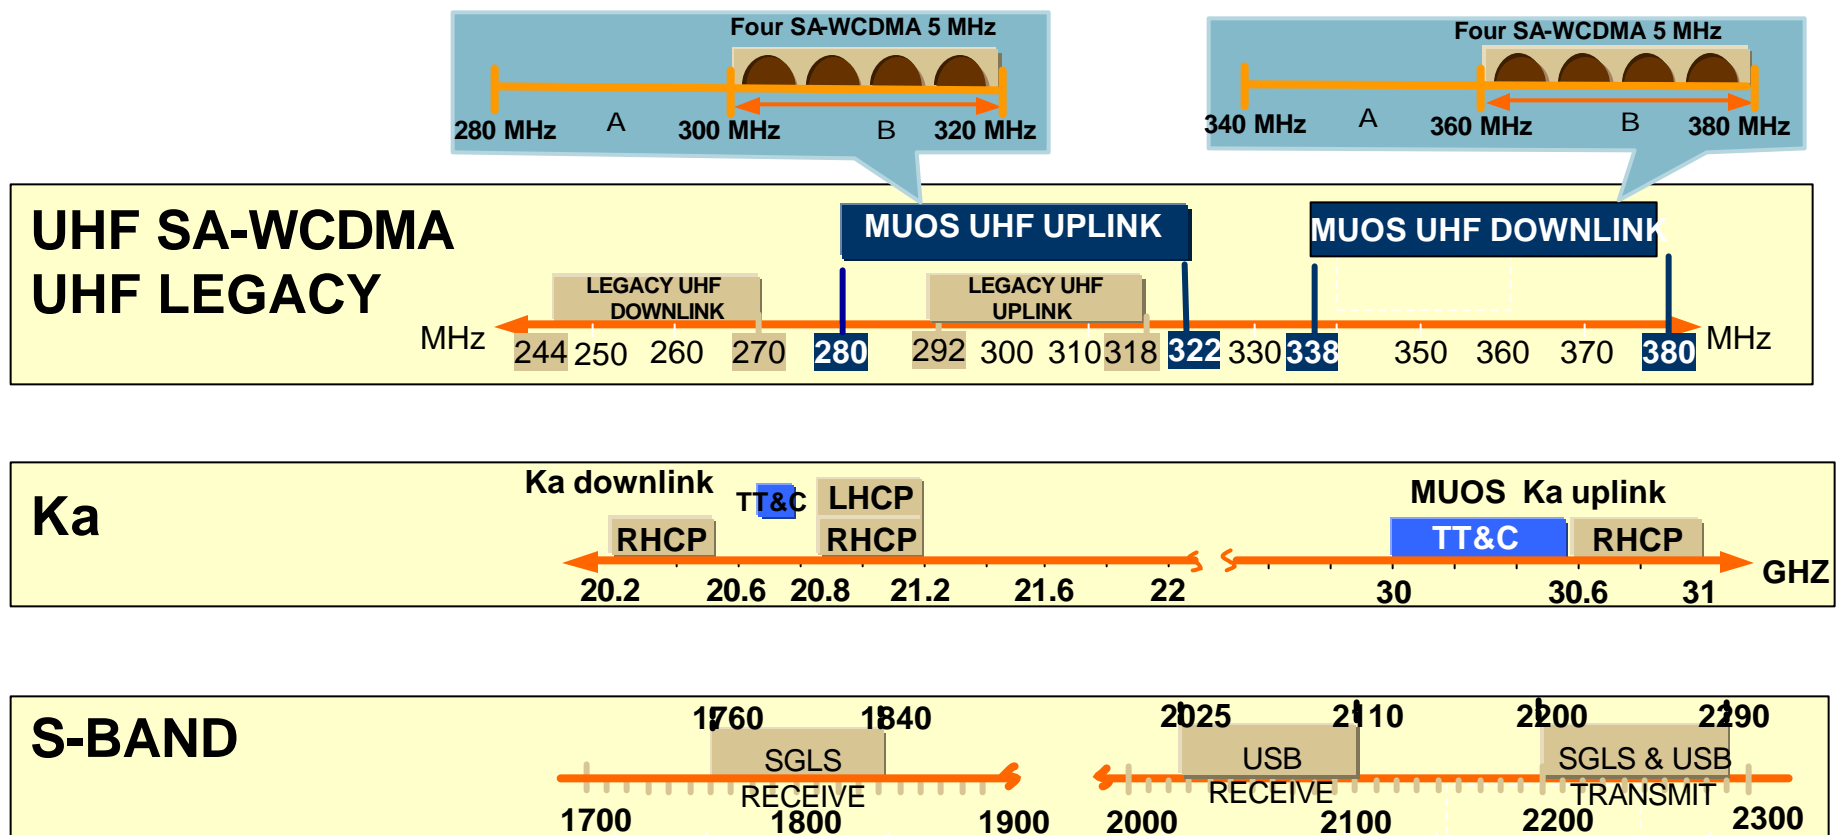 Four SA-WCDMA 5 MHz
280 MHz A 300 MHz B 320 MHz
Four SA-WCDMA 5 MHz
340 MHz A 360 MHz B 380 MHz
UHF SA-WCDMA
UHF LEGACY
MUOS UHF UPLINK
MUOS UHF DOWNLINK
LEGACY UHF
DOWNLINK
LEGACY UHF
UPLINK
MHz 244 250 260 270 280 292 300 310 318 322 330 338 350 360 370 380 MHz
Ka
Ka downlink
TT&C
LHCP
RHCP
RHCP
MUOS Ka uplink
TT&C
RHCP
20.2 20.6 20.8 21.2 21.6 22 30 30.6 31 GHZ
S-BAND
1760 1840 2025 2110 2200 2290
SGLS
RECEIVE
USB
RECEIVE
SGLS & USB
TRANSMIT
1700 1800 1900 2000 2100 2200 2300